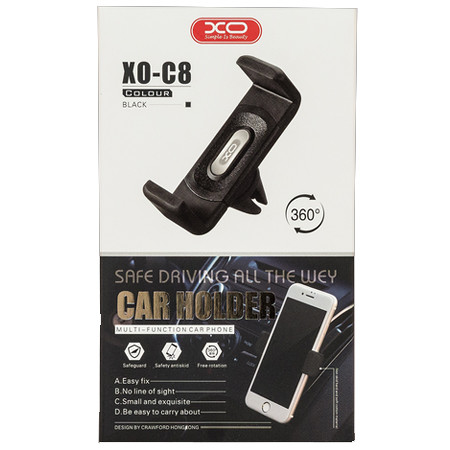 XO
Simple Is Beauty
XO-C8
COLOUR
BLACK
XO
360°
SAFE DRIVING ALL THE WEY
CAR HOLDER
MULTI-FUNCTION CAR PHONE
Safeguard Safety antiskid Free rotation
A.Easy fix
B.No line of sight
C.Small and exquisite
D.Be easy to carry about
DESIGN BY CRAWFORD HONGKONG